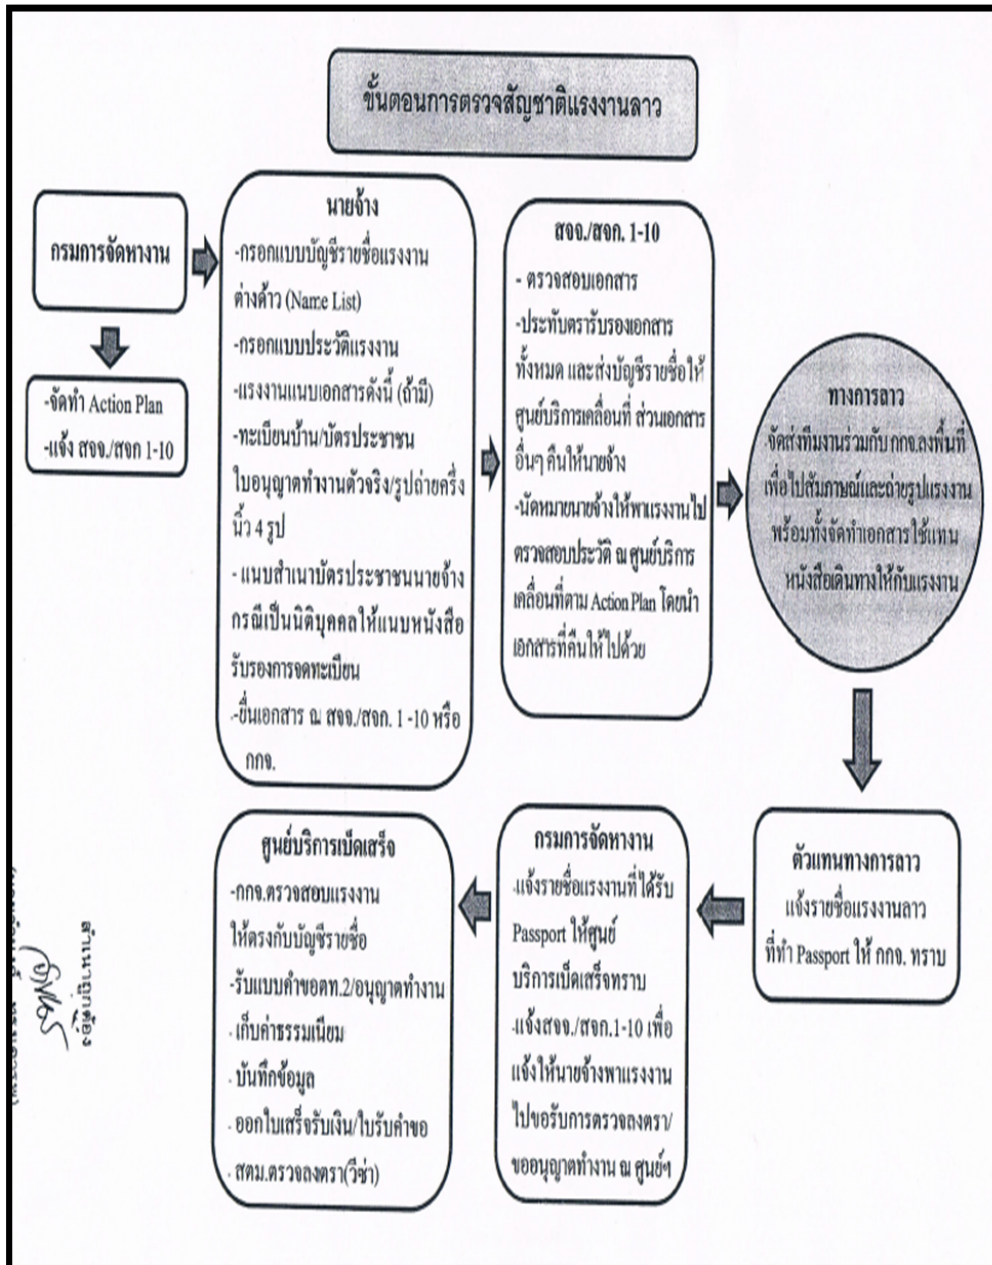 ขั้นตอนการตรวจสัญชาติแรงงานลาว
กรมการจัดหางาน
-จัดทำ Action Plan
-แจ้ง สจจ./สจก 1-10
นายจ้าง
-กรอกแบบบัญชีรายชื่อแรงงาน
ต่างด้าว (Name List)
-กรอกแบบประวัติแรงงาน
-แรงงานแนบเอกสารดังนี้ (ถ้ามี)
-ทะเบียนบ้าน/บัตรประชาชน
ใบอนุญาตทำงานตัวจริง/รูปถ่ายครึ่ง
นิ้ว 4 รูป
- แนบสำเนาบัตรประชาชนนายจ้าง
กรณีเป็นนิติบุคคลให้แนบหนังสือ
รับรองการจดทะเบียน
-ยื่นเอกสาร ณ สจจ./สจก. 1 -10 หรือ
กกจ.
สจจ./สจก. 1-10
- ตรวจสอบเอกสาร
-ประทับตรารับรองเอกสาร
ทั้งหมด และส่งบัญชีรายชื่อให้
ศูนย์บริการเคลื่อนที่ ส่วนเอกสาร
อื่นๆ คืนให้นายจ้าง
-นัดหมายนายจ้างให้พาแรงงานไป
ตรวจสอบประวัติ ณ ศูนย์บริการ
เคลื่อนที่ตาม Action Plan โดยนำ
เอกสารที่คืนให้ไปด้วย
ทางการลาว
จัดส่งทีมงานร่วมกับ กกจ.ลงพื้นที่
เพื่อไปสัมภาษณ์และถ่ายรูปแรงงาน
พร้อมทั้งจัดทำเอกสารใช้แทน
หนังสือเดินทางให้กับแรงงาน
ตัวแทนทางการลาว
แจ้งรายชื่อแรงงานลาว
ที่ทำ Passport ให้ กกจ. ทราบ
กรมการจัดหางาน
-แจ้งรายชื่อแรงงานที่ได้รับ
Passport ให้ศูนย์
บริการเบ็ดเสร็จทราบ
-แจ้งสจจ./สจก.1-10 เพื่อ
แจ้งให้นายจ้างพาแรงงาน
ไปขอรับการตรวจลงตรา/
ขออนุญาตทำงาน ณ ศูนย์ฯ
ศูนย์บริการเบ็ดเสร็จ
-กกจ.ตรวจสอบแรงงาน
ให้ตรงกับบัญชีรายชื่อ
-รับแบบคำขอตท.2/อนุญาตทำงาน
- เก็บค่าธรรมเนียม
- บันทึกข้อมูล
- ออกใบเสร็จรับเงิน/ใบรับคำขอ
- สตม.ตรวจลงตรา(วีซ่า)
สำเนาถูกต้อง